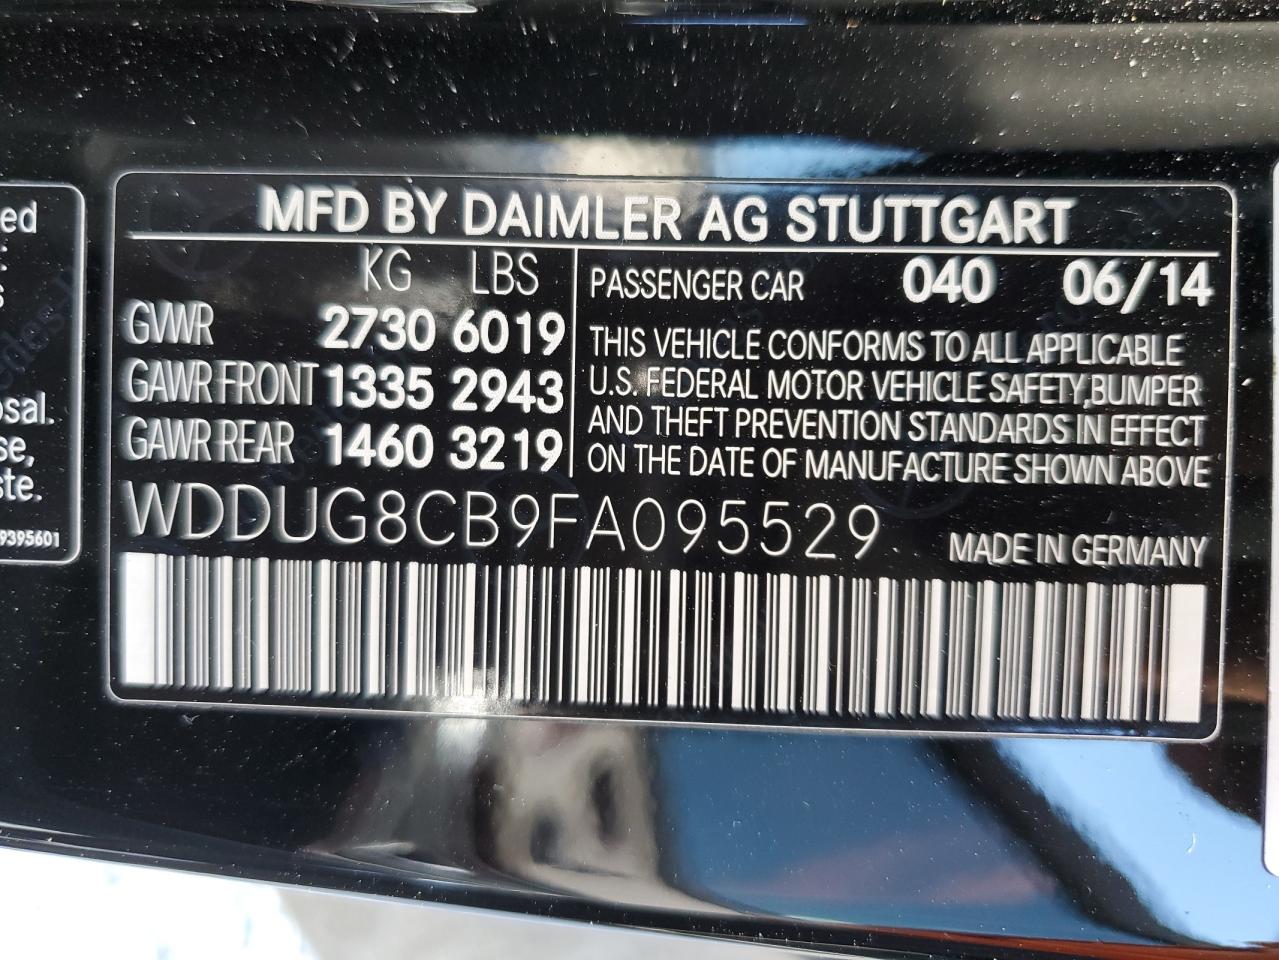 MFD BY DAIMLER AG STUTTGART
KG LBS
GVWR 2730 6019
GAWR FRONT 1335 2943
GAWR REAR 1460 3219
PASSENGER CAR 040 06/14
THIS VEHICLE CONFORMS TO ALL APPLICABLE
U.S. FEDERAL MOTOR VEHICLE SAFETY, BUMPER
AND THEFT PREVENTION STANDARDS IN EFFECT
ON THE DATE OF MANUFACTURE SHOWN ABOVE
WDDUG8CB9FA095529
MADE IN GERMANY
9395601